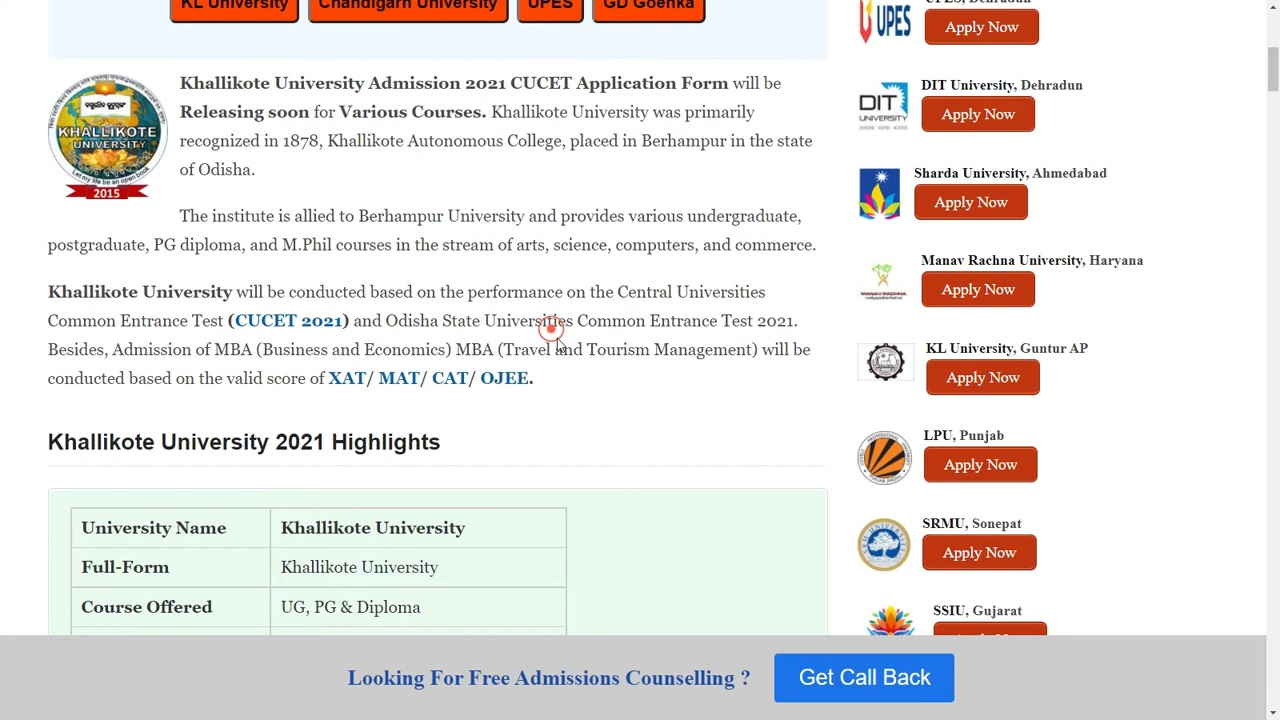 KL University
Chandigarh University
UPES
GD Goenka
KHALLIKOTE
UNIVERSITY
Let my life be an open book
2015
Khallikote University Admission 2021 CUCET Application Form will be
Releasing soon for Various Courses. Khallikote University was primarily
recognized in 1878, Khallikote Autonomous College, placed in Berhampur in the state
of Odisha.
The institute is allied to Berhampur University and provides various undergraduate,
postgraduate, PG diploma, and M.Phil courses in the stream of arts, science, computers, and commerce.
Khallikote University will be conducted based on the performance on the Central Universities
Common Entrance Test (CUCET 2021) and Odisha State Universities Common Entrance Test 2021.
Besides, Admission of MBA (Business and Economics) MBA (Travel and Tourism Management) will be
conducted based on the valid score of XAT/ MAT/ CAT/ OJEE.
Khallikote University 2021 Highlights
University Name Khallikote University
Full-Form Khallikote University
Course Offered UG, PG & Diploma
UPES, Dehradun
UPES
Apply Now
DIT University, Dehradun
DIT
UNIVERSITY
Apply Now
Sharda University, Ahmedabad
Apply Now
Manav Rachna University, Haryana
MANAV RACHNA
Apply Now
KL University, Guntur AP
Apply Now
LPU, Punjab
Apply Now
SRMU, Sonepat
Apply Now
SSIU, Gujarat
Looking For Free Admissions Counselling ?
Get Call Back